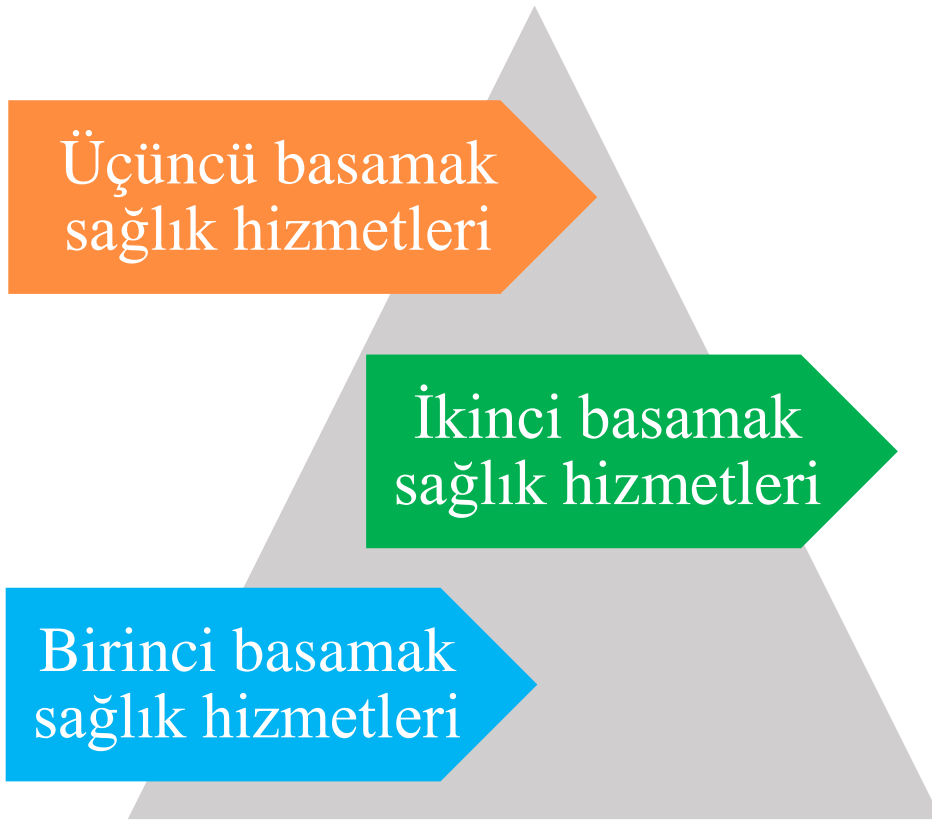 Üçüncü basamak
sağlık hizmetleri
İkinci basamak
sağlık hizmetleri
Birinci basamak
sağlık hizmetleri